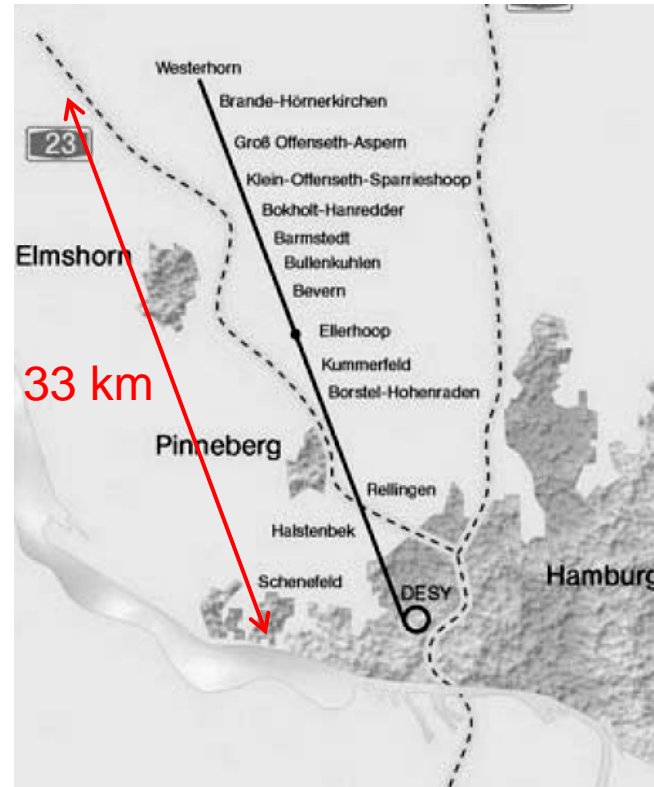 Westerhorn
Brande-Hörnerkirchen
23
Groß Offenseth-Aspern
Klein-Offenseth-Sparrieshoop
Bokholt-Hanredder
Barmstedt
Elmshorn
Bullenkuhlen
Bevern
Ellerhoop
Kummerfeld
33 km
Borstel-Hohenraden
Pinneberg
Rellingen
Halstenbek
Schenefeld
DESY
Hamburg